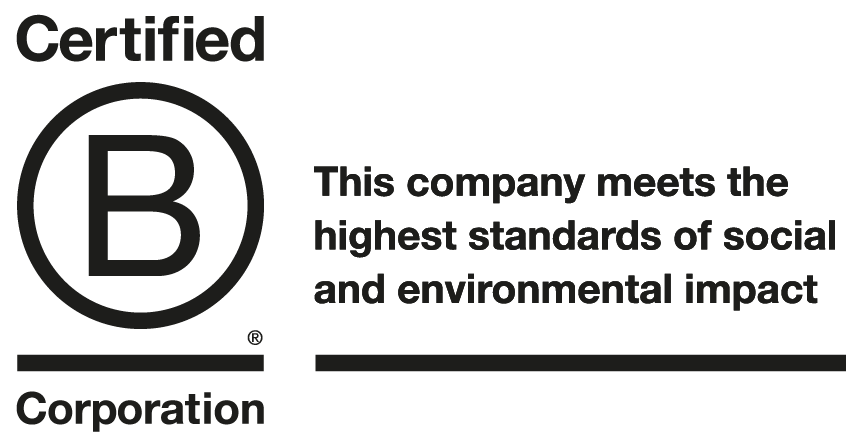 Certified
B
®
Corporation
This company meets the
highest standards of social
and environmental impact